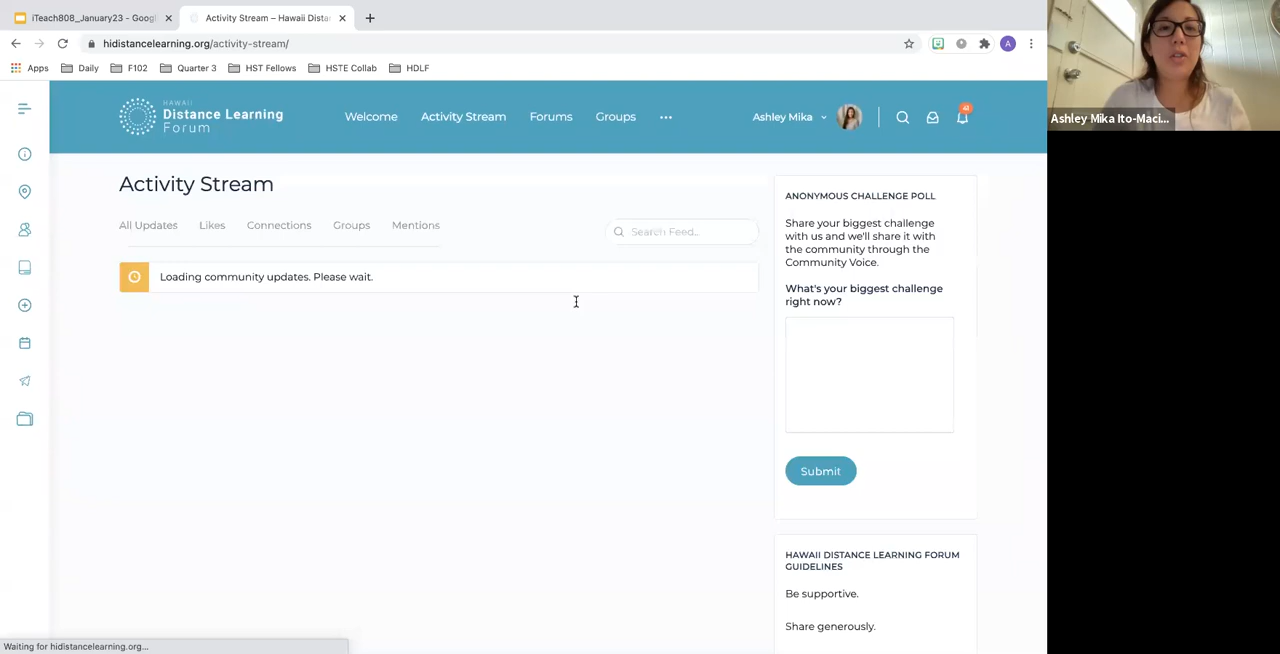 iTeach808_January23 - Googl
Activity Stream – Hawaii Distan
hidistancelearning.org/activity-stream/
A
Apps
Daily
F102
Quarter 3
HST Fellows
HSTE Collab
HDLF
HAWAII
Distance Learning
Forum
Welcome
Activity Stream
Forums
Groups
Ashley Mika
41
Activity Stream
All Updates
Likes
Connections
Groups
Mentions
Search Feed...
Loading community updates. Please wait.
ANONYMOUS CHALLENGE POLL
Share your biggest challenge
with us and we'll share it with
the community through the
Community Voice.
What's your biggest challenge
right now?
Submit
HAWAII DISTANCE LEARNING FORUM
GUIDELINES
Be supportive.
Share generously.
Waiting for hidistancelearning.org...
Ashley Mika Ito-Maci...